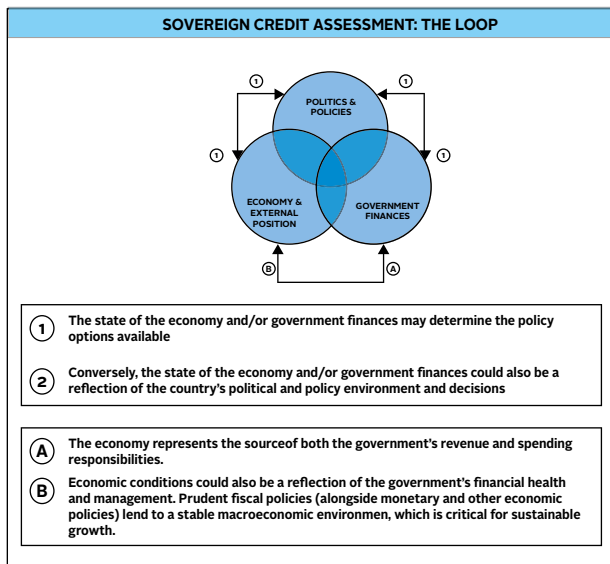 SOVEREIGN CREDIT ASSESSMENT: THE LOOP
1
1
POLITICS &
POLICIES
1
1
ECONOMY &
EXTERNAL
POSITION
GOVERNMENT
FINANCES
B
A
1
The state of the economy and/or government finances may determine the policy
options available
2
Conversely, the state of the economy and/or government finances could also be a
reflection of the country's political and policy environment and decisions
A
The economy represents the sourceof both the government's revenue and spending
responsibilities.
B
Economic conditions could also be a reflection of the government's financial health
and management. Prudent fiscal policies (alongside monetary and other economic
policies) lend to a stable macroeconomic environmen, which is critical for sustainable
growth.